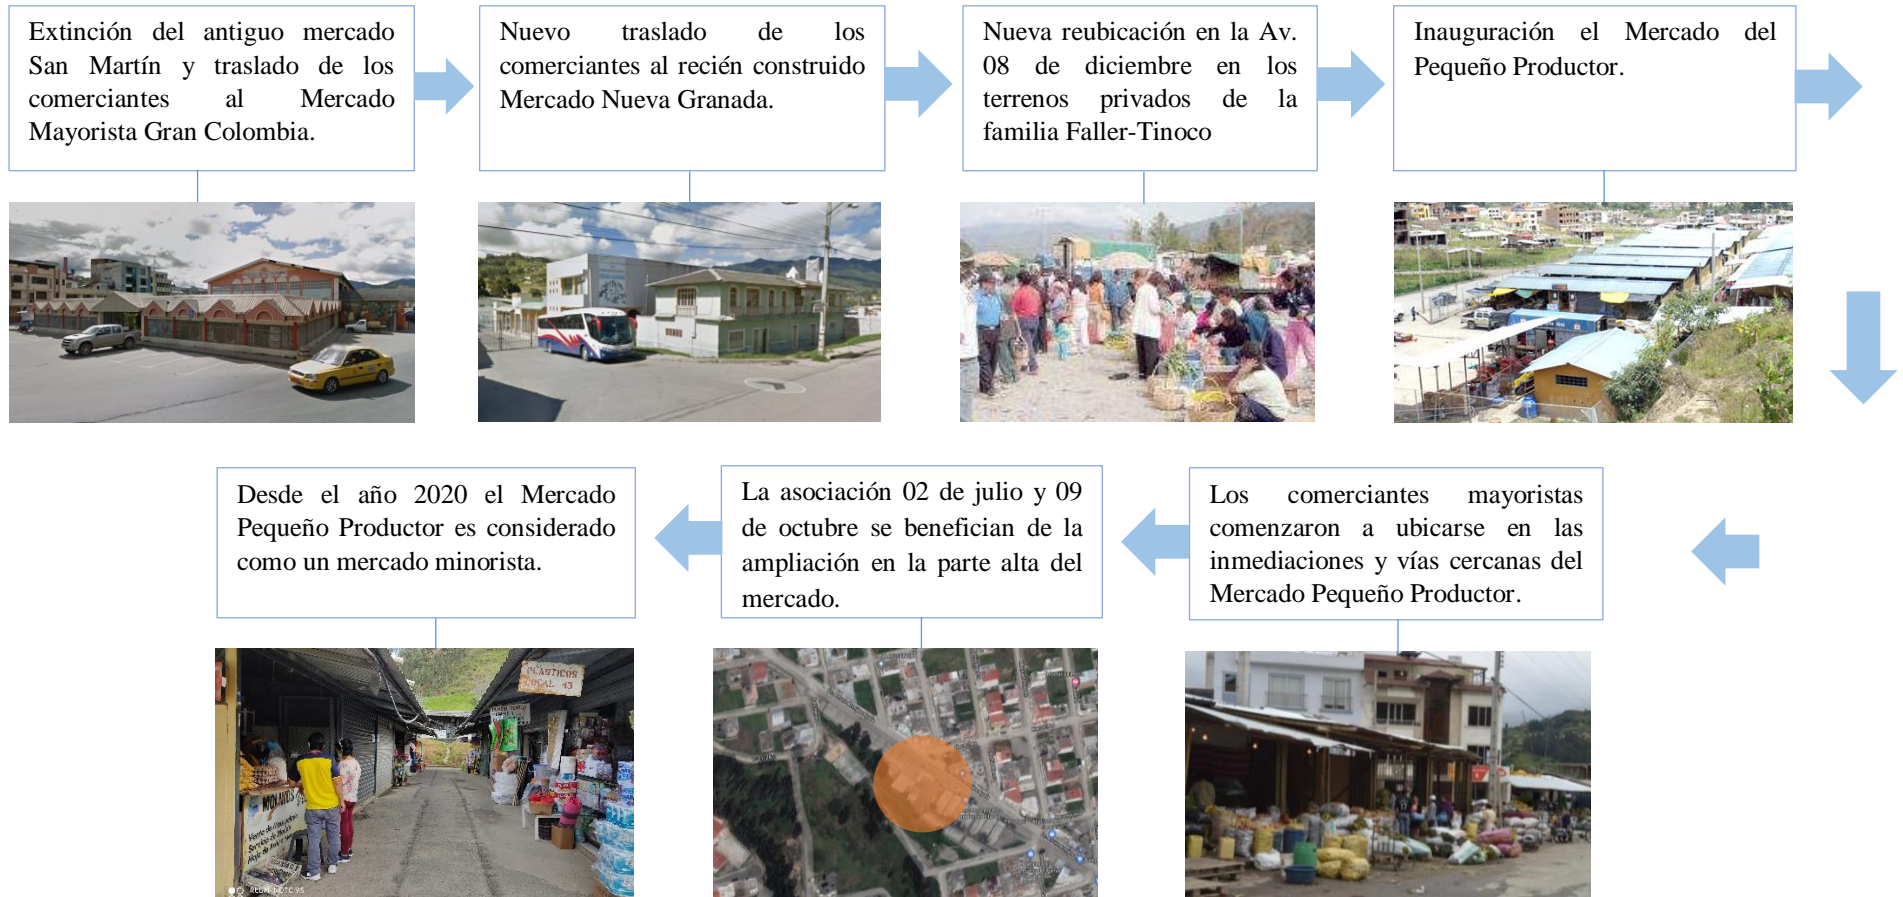 Extinción del antiguo mercado
San Martín y traslado de los
comerciantes al Mercado
Mayorista Gran Colombia.
Nuevo traslado de los
comerciantes al recién construido
Mercado Nueva Granada.
Nueva reubicación en la Av.
08 de diciembre en los
terrenos privados de la
familia Faller-Tinoco
Inauguración el Mercado del
Pequeño Productor.
Los comerciantes mayoristas
comenzaron a ubicarse en las
inmediaciones y vías cercanas del
Mercado Pequeño Productor.
La asociación 02 de julio y 09
de octubre se benefician de la
ampliación en la parte alta del
mercado.
Desde el año 2020 el Mercado
Pequeño Productor es considerado
como un mercado minorista.
PLASTICOS
LOCAL 43